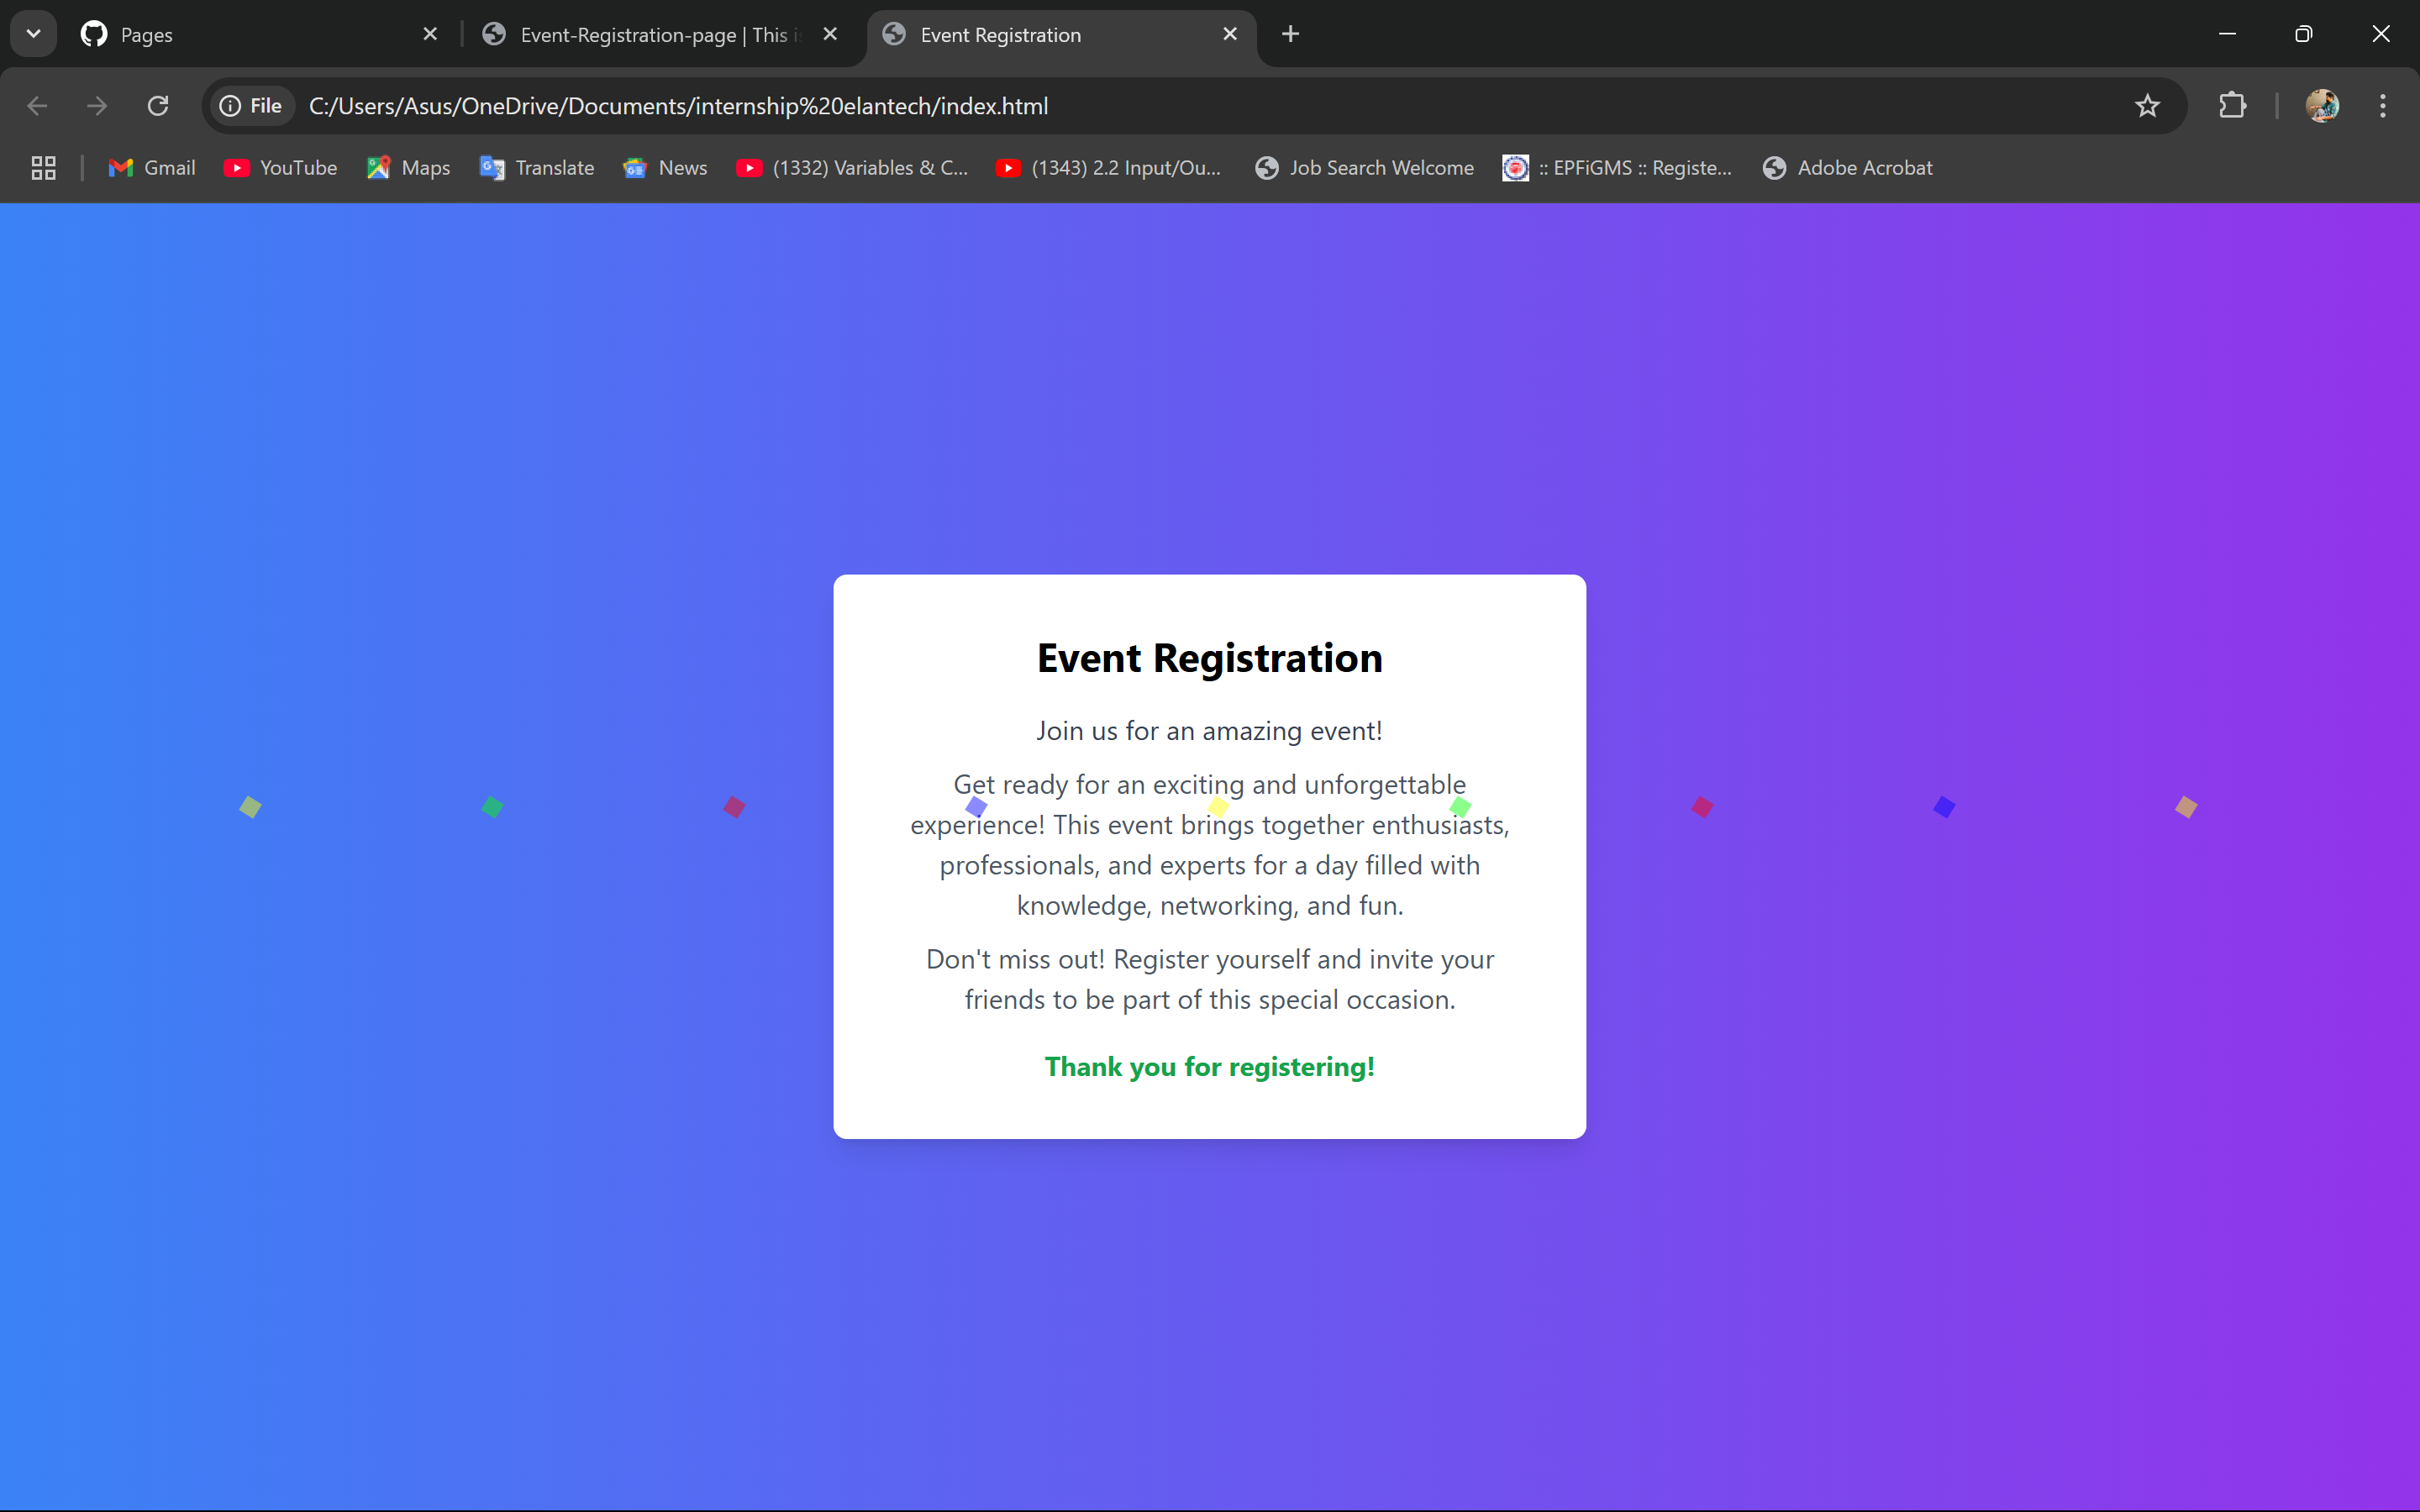 Pages
Event-Registration-page | This i
Event Registration
File
C:/Users/Asus/OneDrive/Documents/internship%20elantech/index.html
Gmail
YouTube
Maps
Translate
News
(1332) Variables & C...
(1343) 2.2 Input/Ou...
Job Search Welcome
:: EPFiGMS :: Registe...
Adobe Acrobat
Event Registration
Join us for an amazing event!
Get ready for an exciting and unforgettable
experience! This event brings together enthusiasts,
professionals, and experts for a day filled with
knowledge, networking, and fun.
Don't miss out! Register yourself and invite your
friends to be part of this special occasion.
Thank you for registering!